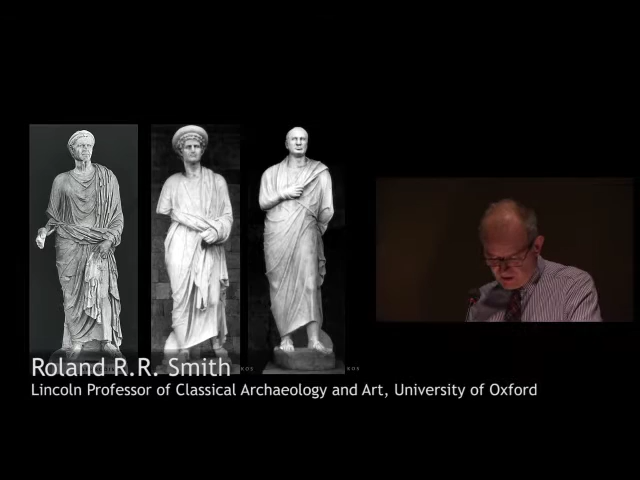 Roland R.R. Smith
Lincoln Professor of Classical Archaeology and Art, University of Oxford